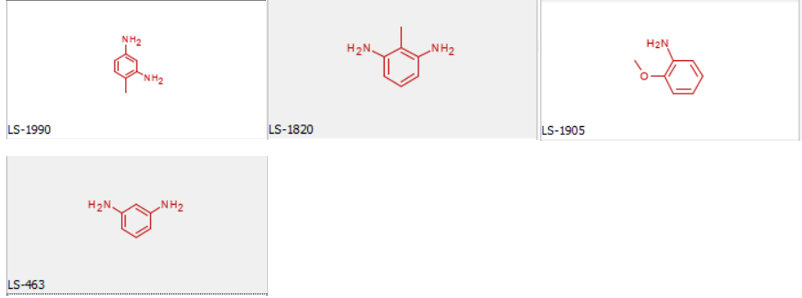 NH2
NH2
LS-1990
H2N NH2
LS-1820
H2N
O
LS-1905
H2N NH2
LS-463